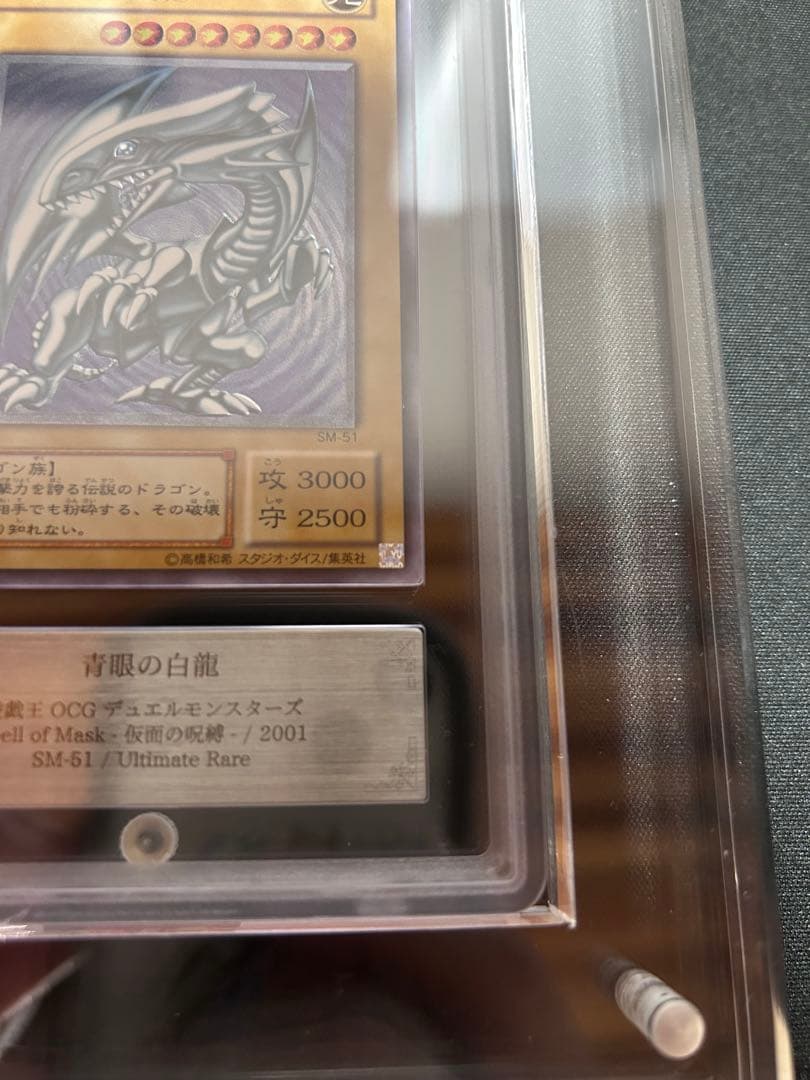 SM-51
ゴン族】
攻 3000
を誇る伝説のドラゴン。
相手でも粉砕する、その破壊
守 2500
り知れない。
©高橋和希 スタジオ・ダイス/集英社
青眼の白龍
戯王 OCG デュエルモンスターズ
ell of Mask - 仮面の呪縛 - / 2001
SM-51 / Ultimate Rare